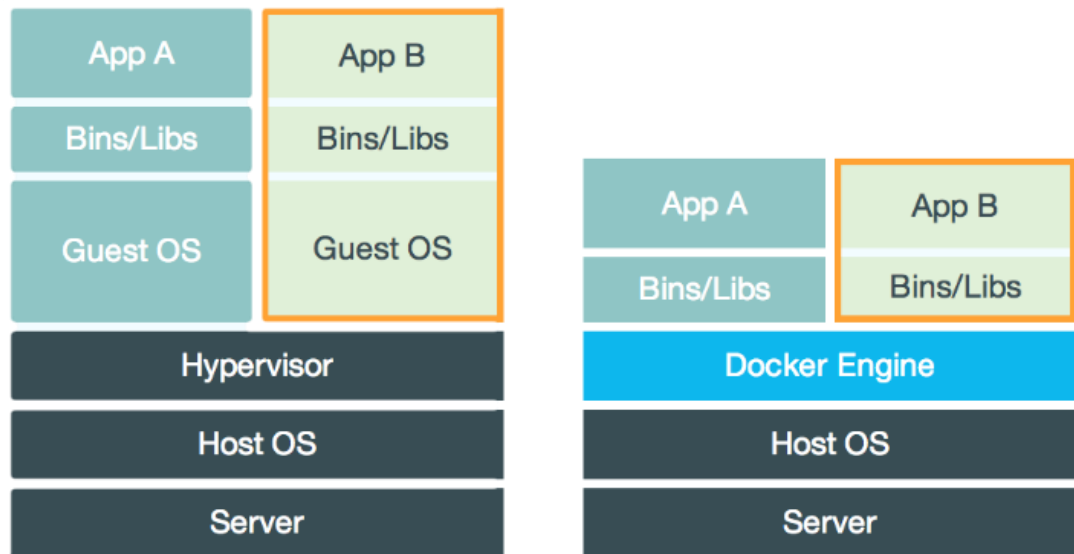 App A
App B
Bins/Libs
Bins/Libs
Guest OS
Guest OS
Hypervisor
Host OS
Server
App A
App B
Bins/Libs
Bins/Libs
Docker Engine
Host OS
Server